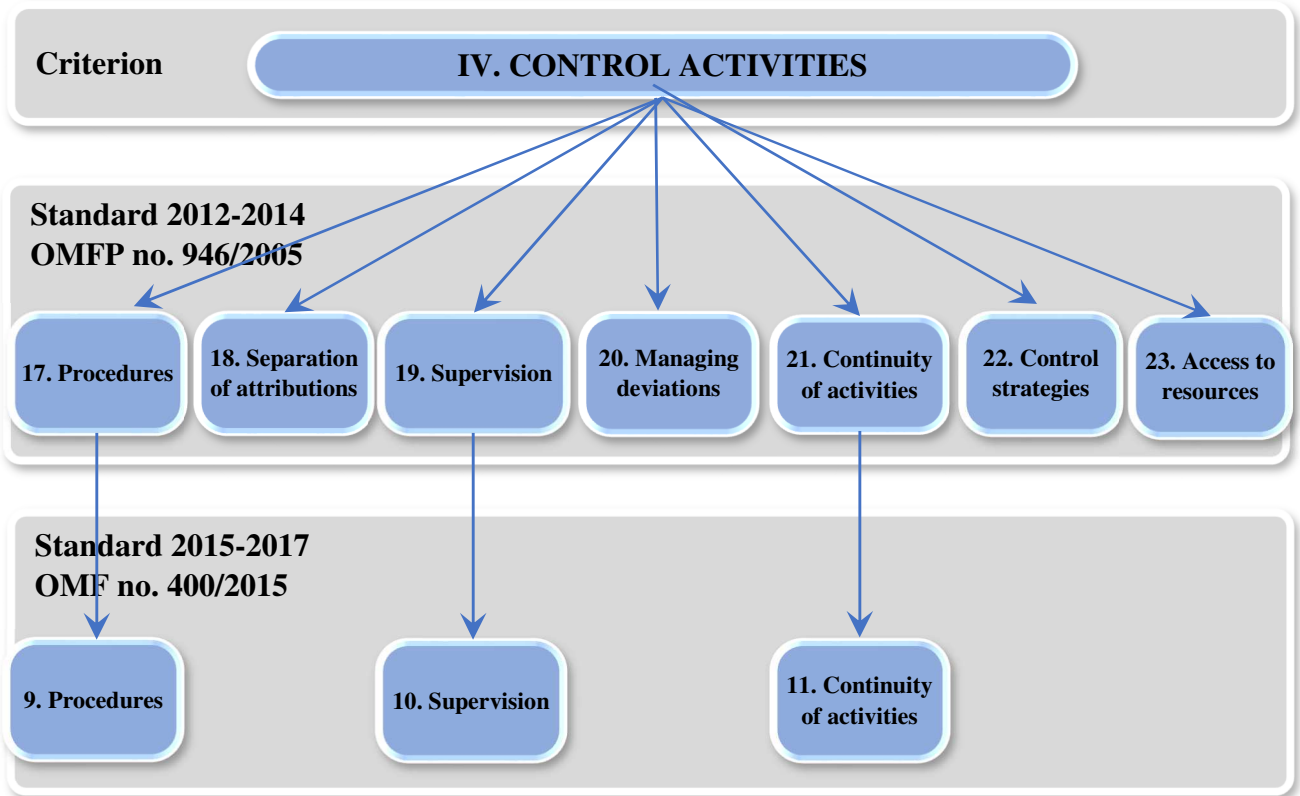 Criterion
IV. CONTROL ACTIVITIES
Standard 2012-2014
OMFP no. 946/2005
17. Procedures
18. Separation
of attributions
19. Supervision
20. Managing
deviations
21. Continuity
of activities
22. Control
strategies
23. Access to
resources
Standard 2015-2017
OMF no. 400/2015
9. Procedures
10. Supervision
11. Continuity
of activities